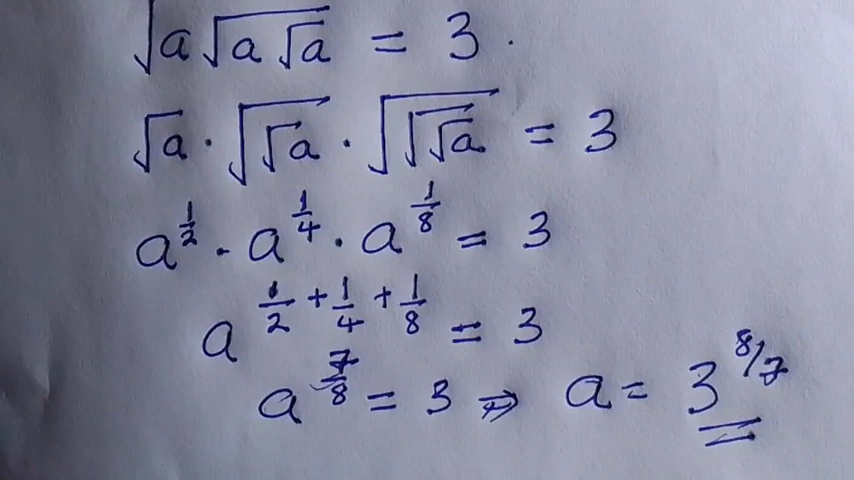 √(a√(a√a)) = 3.
√a · √(√a) · √(√(√a)) = 3
a^(1/2) · a^(1/4) · a^(1/8) = 3
a^(1/2 + 1/4 + 1/8) = 3
a^(7/8) = 3 ⇒ a = 3^(8/7)